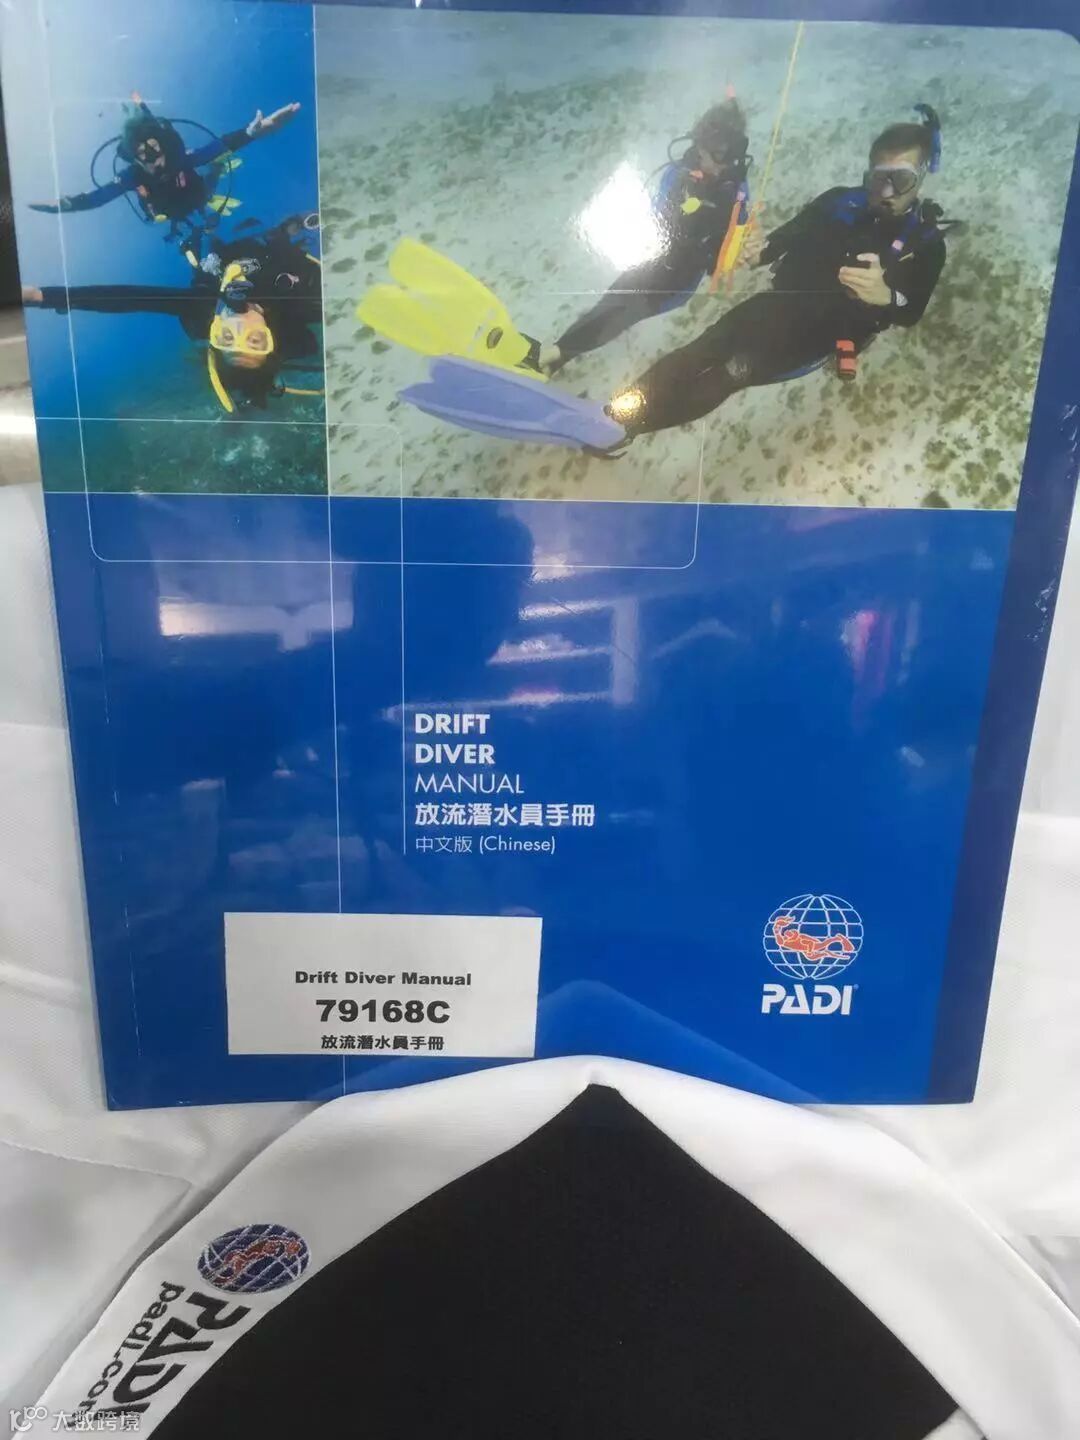 DRIFT
DIVER
MANUAL
放流潛水員手冊
中文版 (Chinese)
Drift Diver Manual
79168C
放流潛水員手冊
PADI
PADI
padi.com
大数跨境